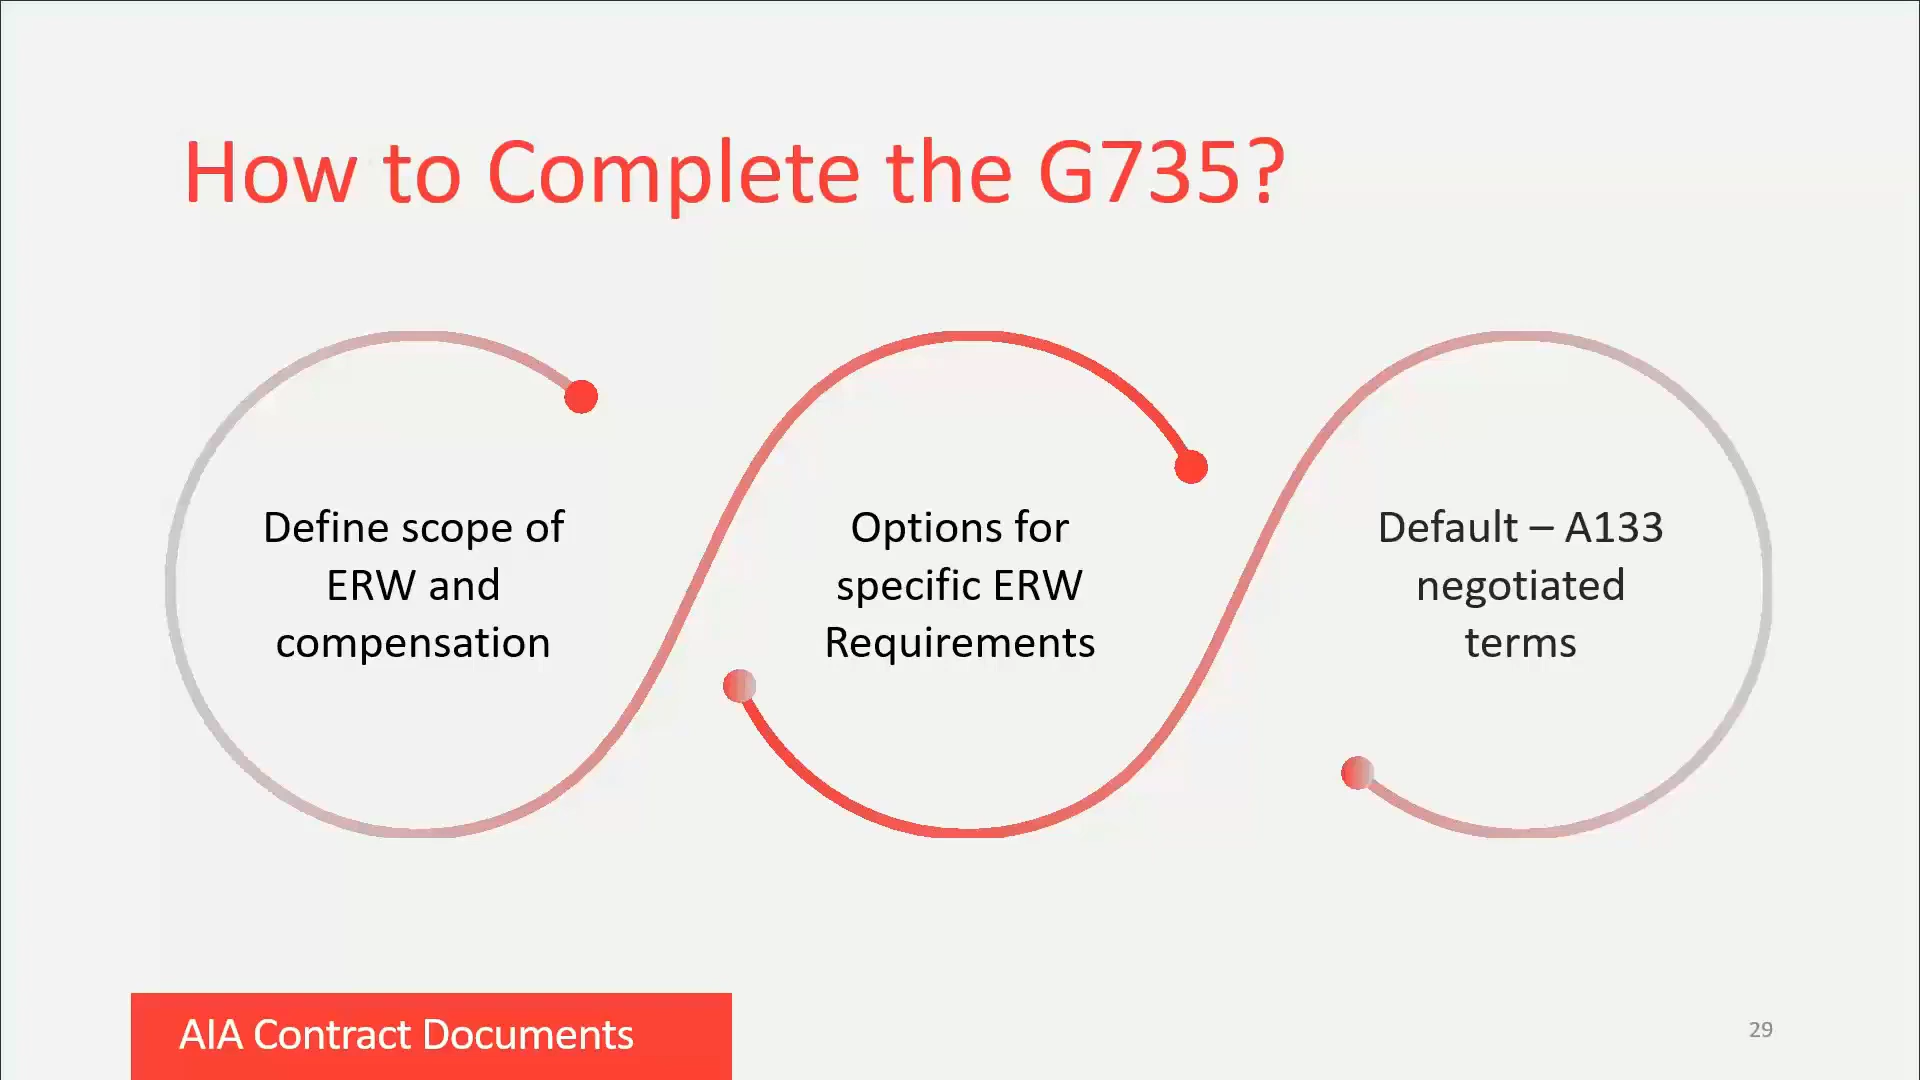 How to Complete the G735?
Define scope of
ERW and
compensation
Options for
specific ERW
Requirements
Default – A133
negotiated
terms
AIA Contract Documents
29